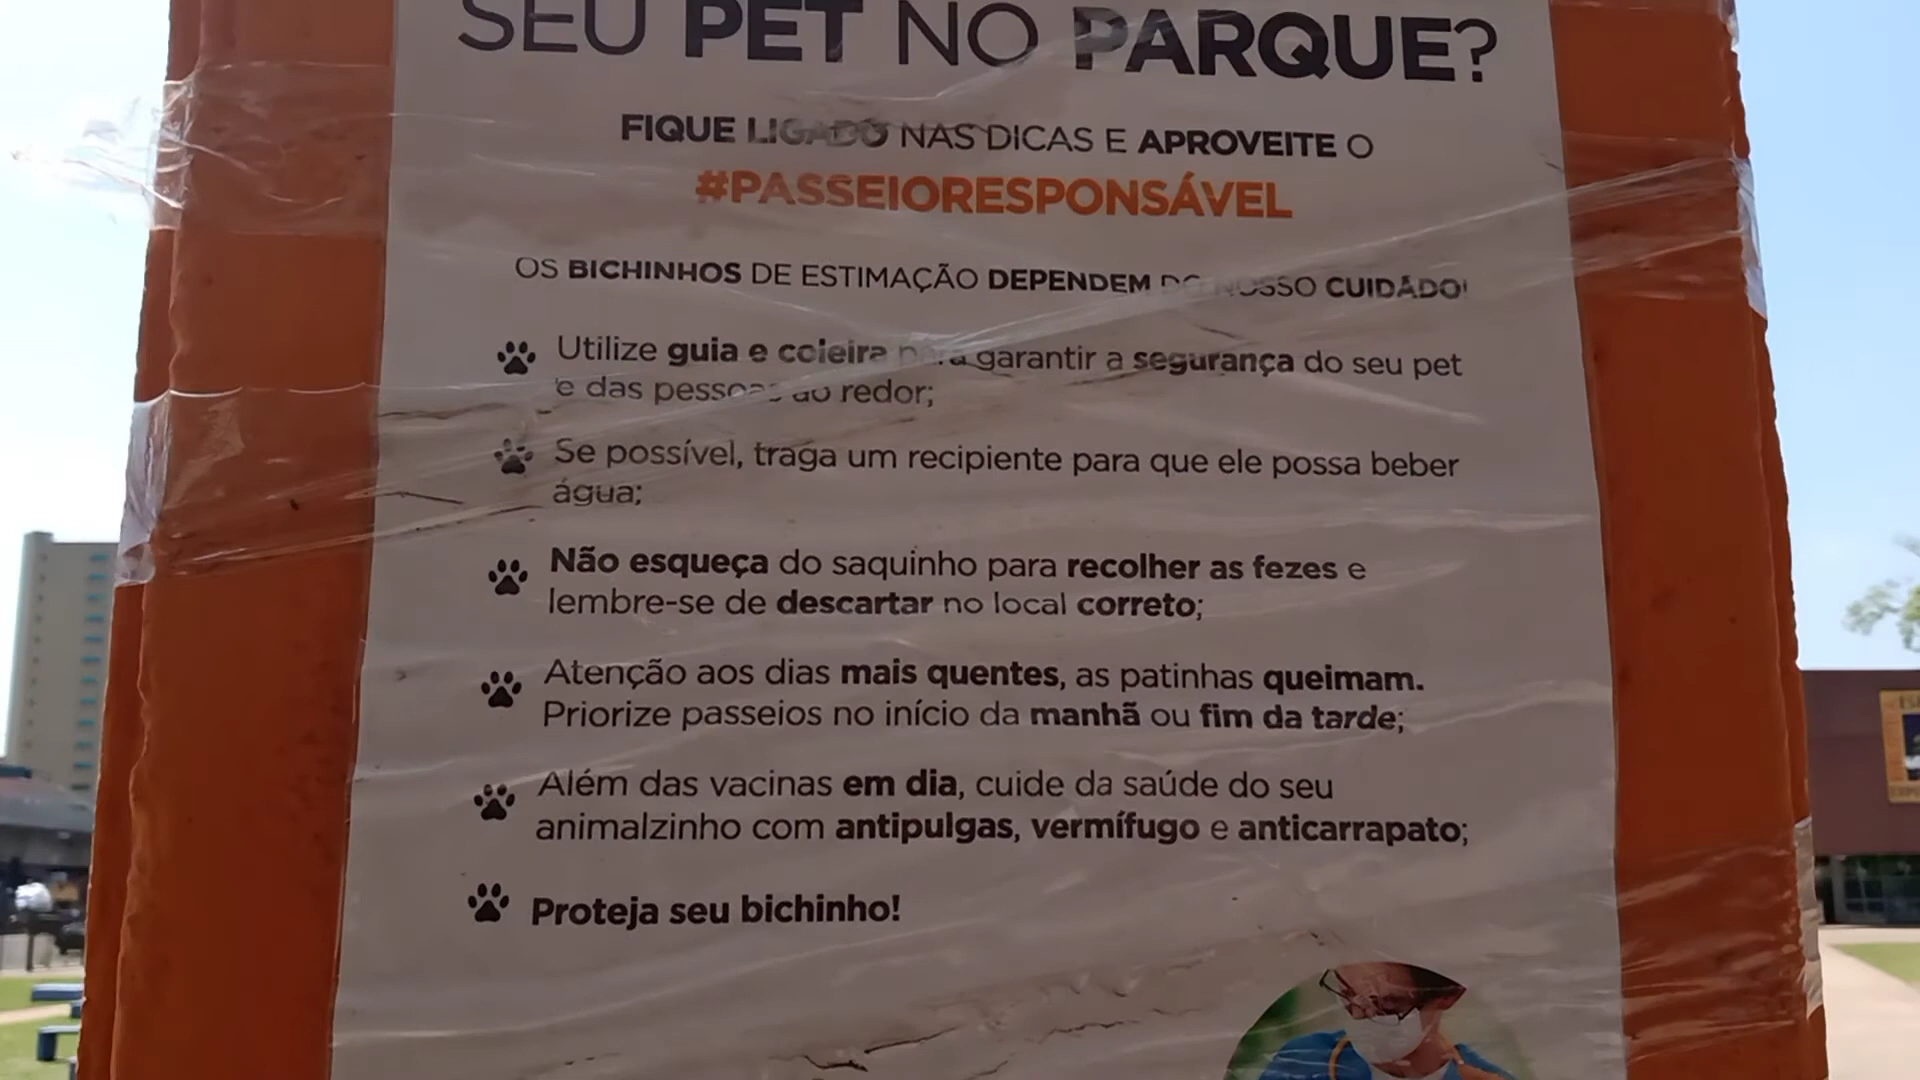 SEU PET NO PARQUE?
FIQUE LIGADO NAS DICAS E APROVEITE O
#PASSEIORESPONSÁVEL
OS BICHINHOS DE ESTIMAÇÃO DEPENDEM DO NOSSO CUIDADO!
Utilize guia e coleira para garantir a segurança do seu pet
e das pessoas ao redor;
Se possível, traga um recipiente para que ele possa beber
água;
Não esqueça do saquinho para recolher as fezes e
lembre-se de descartar no local correto;
Atenção aos dias mais quentes, as patinhas queimam.
Priorize passeios no início da manhã ou fim da tarde;
Além das vacinas em dia, cuide da saúde do seu
animalzinho com antipulgas, vermífugo e anticarrapato;
Proteja seu bichinho!